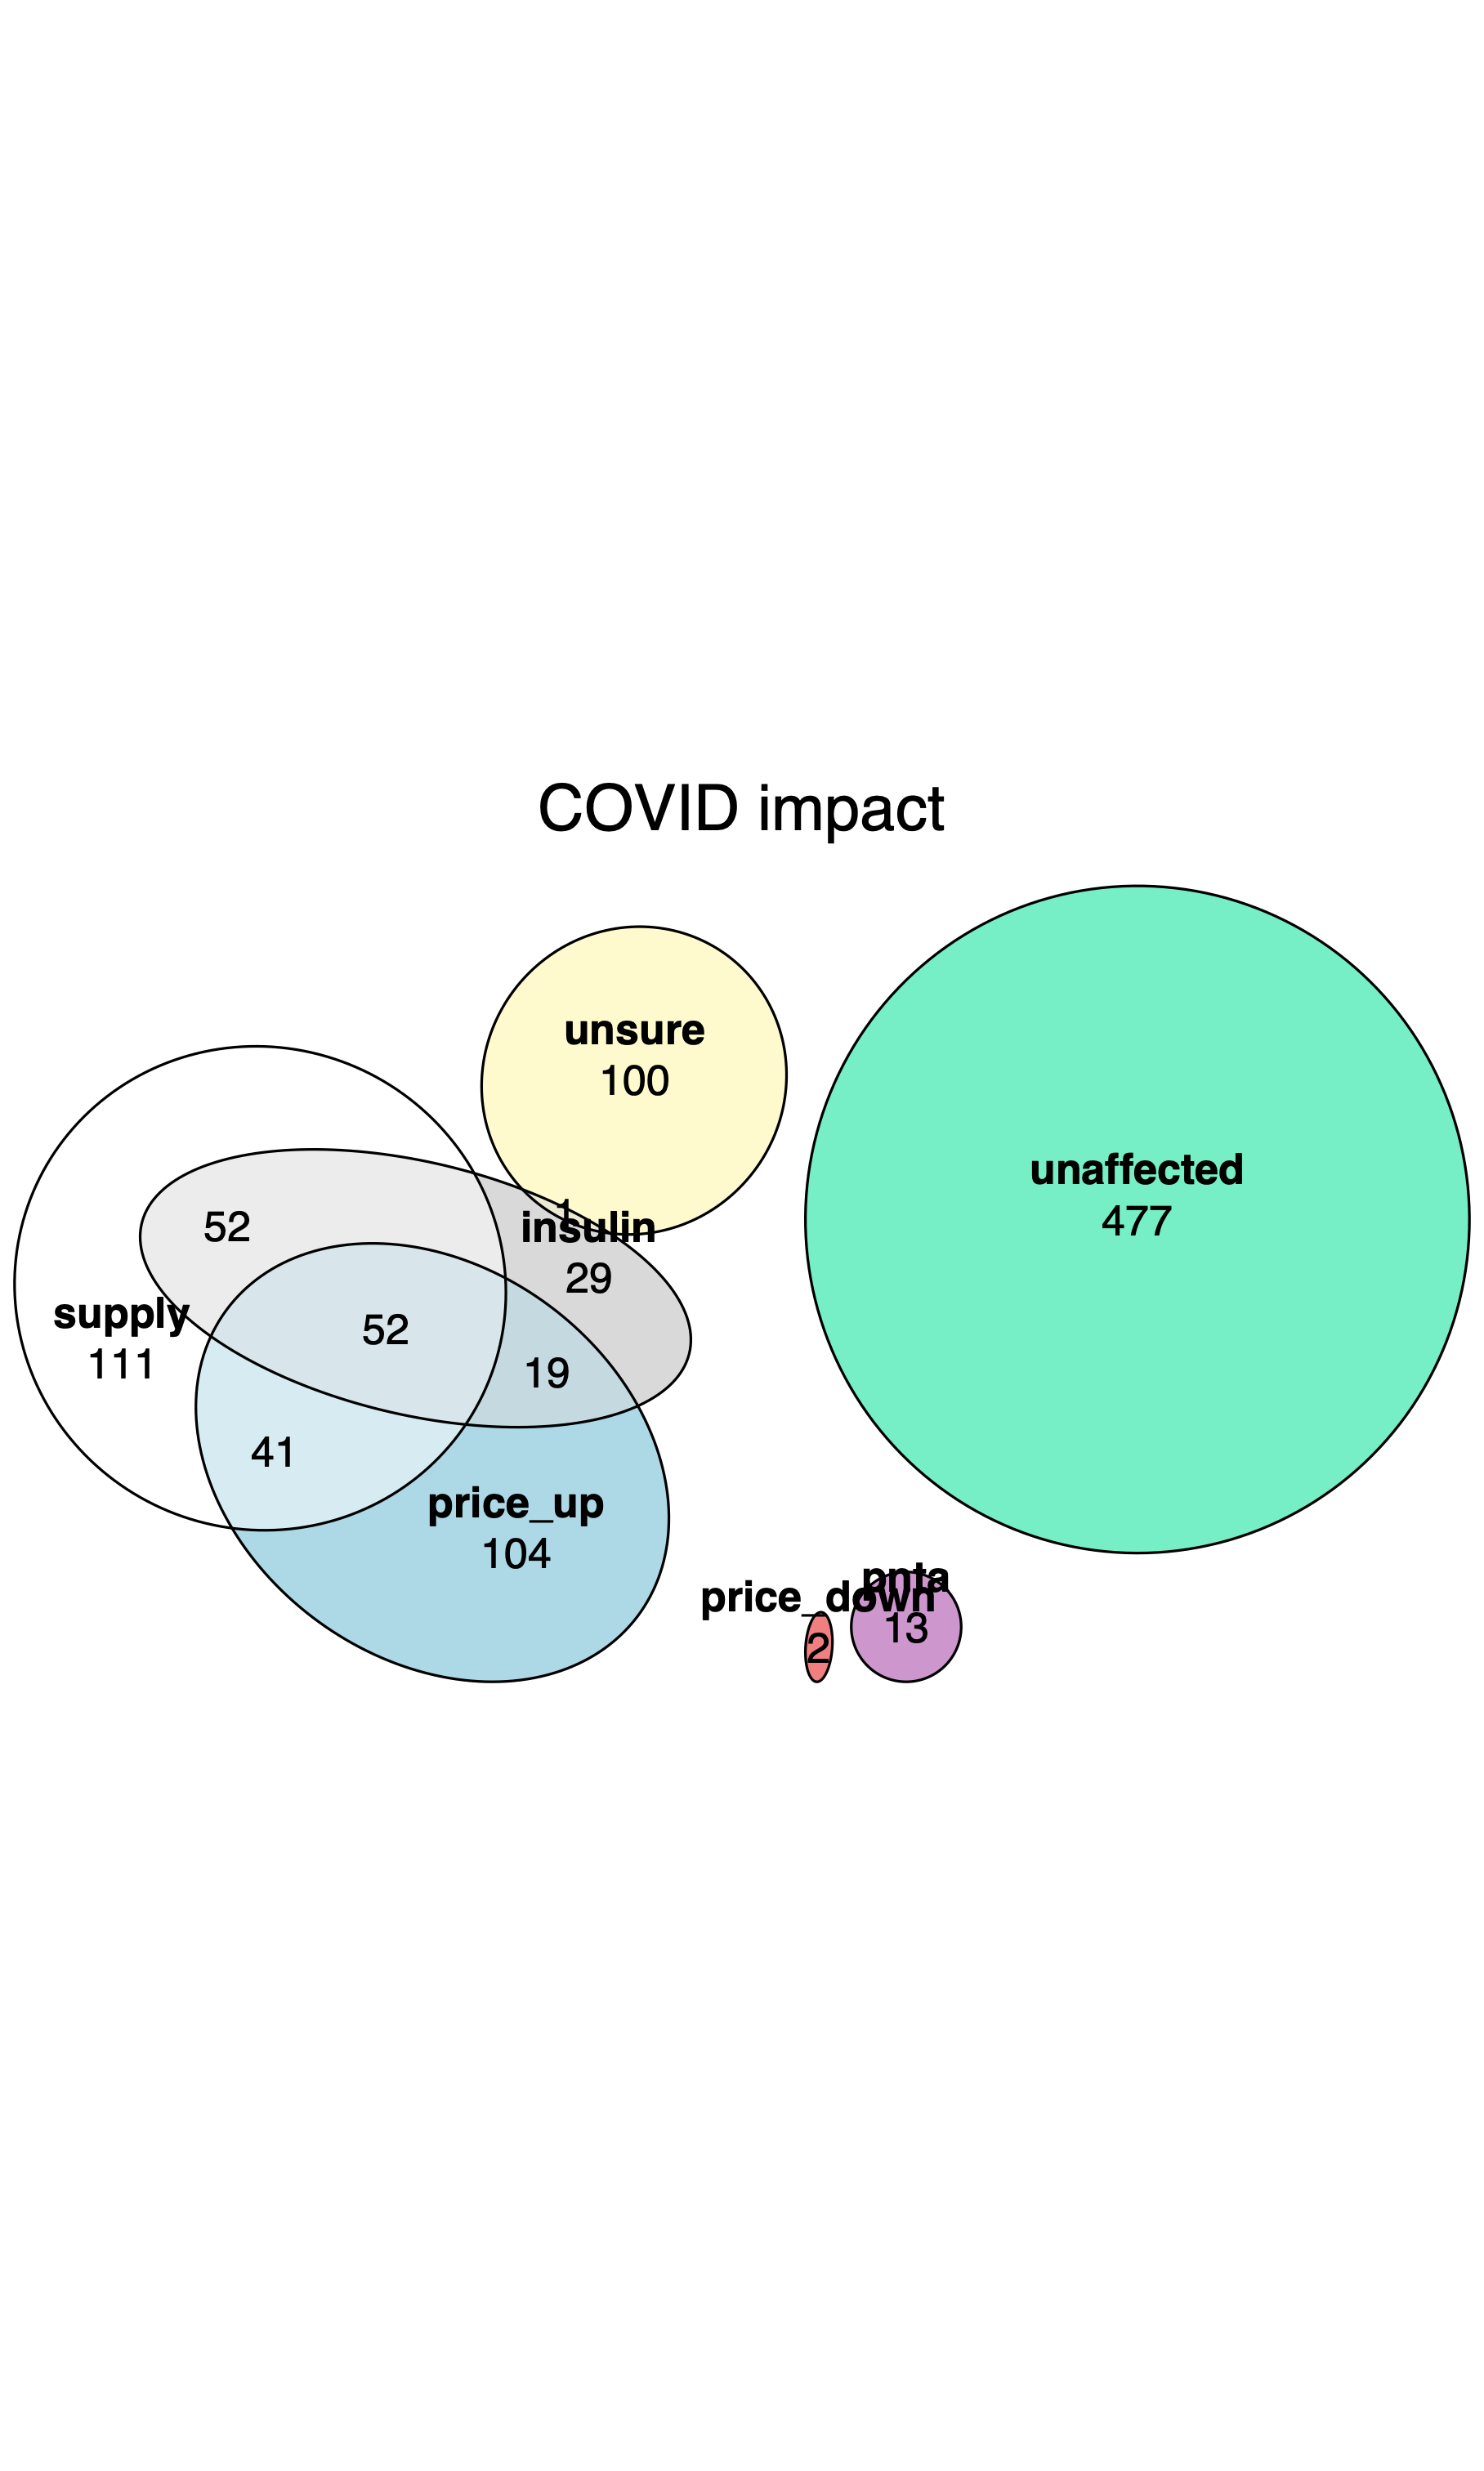 COVID impact
unsure
100
unaffected
477
1
insulin
29
52
supply
111
52
19
41
price_up
104
pnta
13
price_down
2